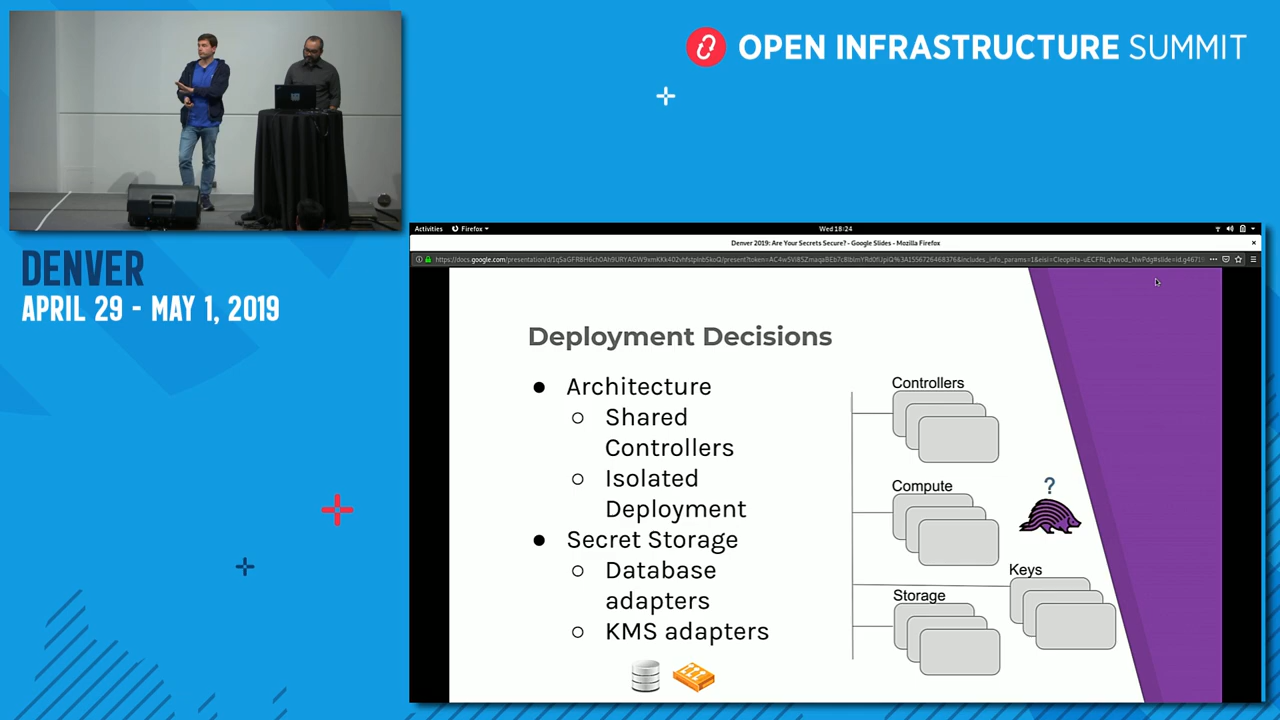 OPEN INFRASTRUCTURE SUMMIT
DENVER
APRIL 29 - MAY 1, 2019
Activities
Firefox
Wed 18:24
Denver 2019: Are Your Secrets Secure? - Google Slides - Mozilla Firefox
Deployment Decisions
● Architecture
○ Shared
Controllers
○ Isolated
Deployment
● Secret Storage
○ Database
adapters
○ KMS adapters
Controllers
Compute
?
Keys
Storage